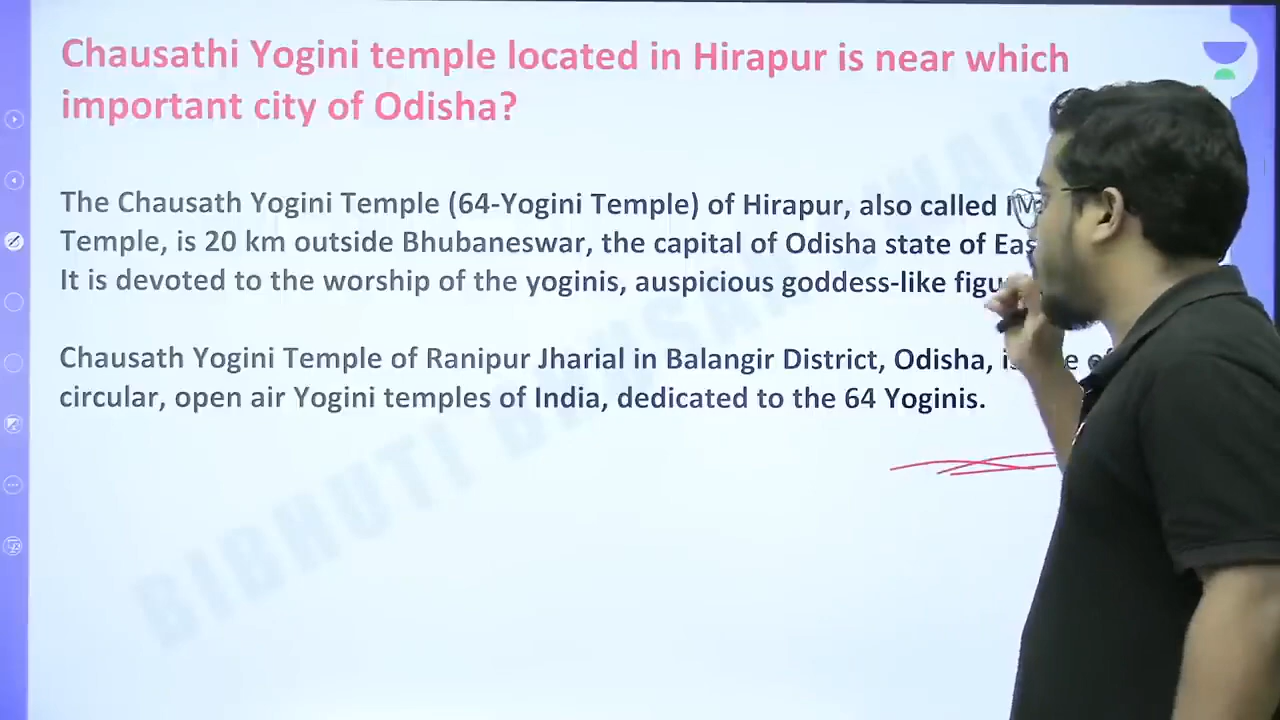 Chausathi Yogini temple located in Hirapur is near which
important city of Odisha?
The Chausath Yogini Temple (64-Yogini Temple) of Hirapur, also called
Temple, is 20 km outside Bhubaneswar, the capital of Odisha state of
It is devoted to the worship of the yoginis, auspicious goddess-like
Chausath Yogini Temple of Ranipur Jharial in Balangir District, Odisha,
circular, open air Yogini temples of India, dedicated to the 64 Yoginis.
BIBHUTI BHUSAN